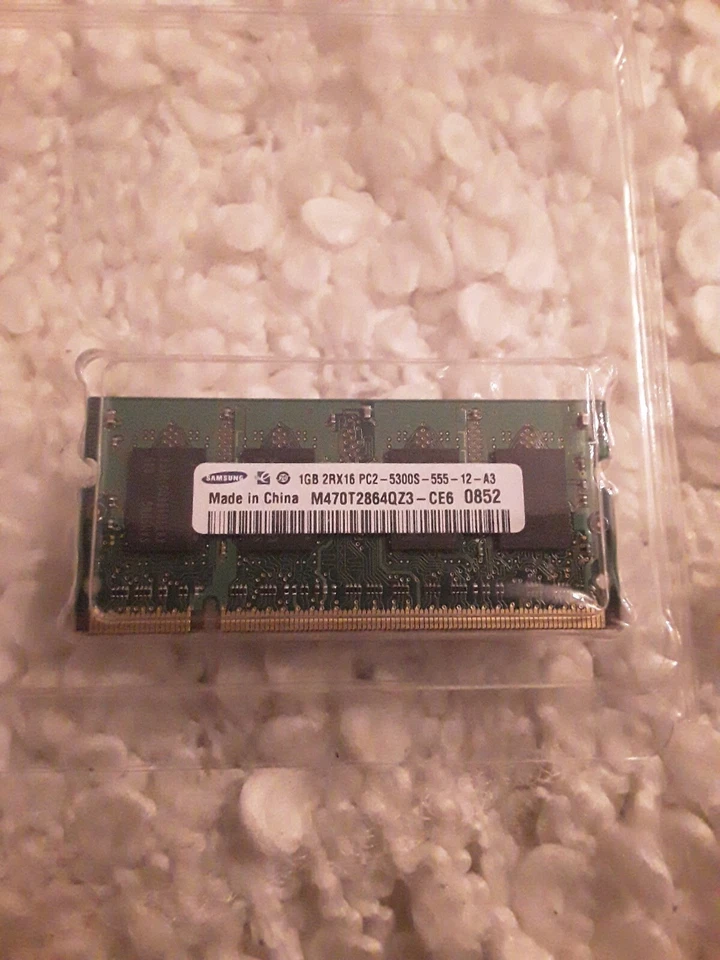 SAMSUNG 1GB 2RX16 PC2-5300S-555-12-A3
Made in China M470T2864QZ3-CE6 0852